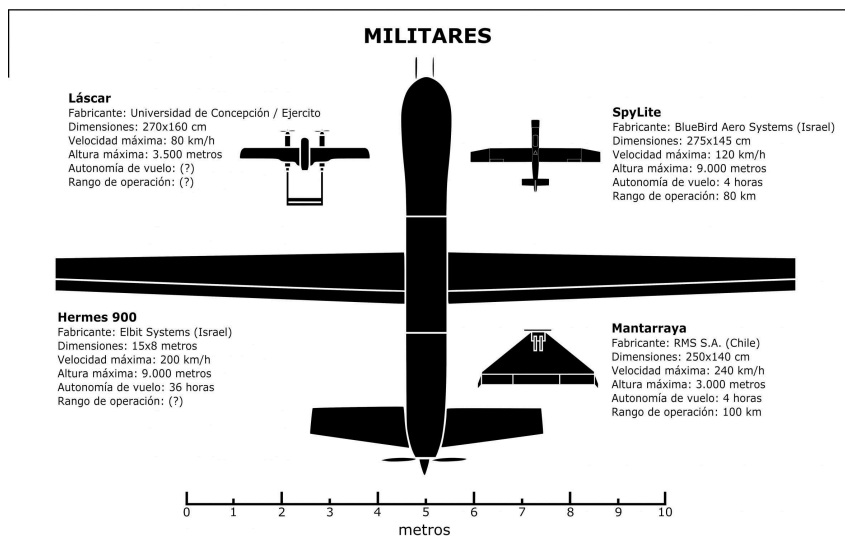 MILITARES
Láscar
Fabricante: Universidad de Concepción / Ejercito
Dimensiones: 270x160 cm
Velocidad máxima: 80 km/h
Altura máxima: 3.500 metros
Autonomía de vuelo: (?)
Rango de operación: (?)
SpyLite
Fabricante: BlueBird Aero Systems (Israel)
Dimensiones: 275x145 cm
Velocidad máxima: 120 km/h
Altura máxima: 9.000 metros
Autonomía de vuelo: 4 horas
Rango de operación: 80 km
Hermes 900
Fabricante: Elbit Systems (Israel)
Dimensiones: 15x8 metros
Velocidad máxima: 200 km/h
Altura máxima: 9.000 metros
Autonomía de vuelo: 36 horas
Rango de operación: (?)
Mantarraya
Fabricante: RMS S.A. (Chile)
Dimensiones: 250x140 cm
Velocidad máxima: 240 km/h
Altura máxima: 3.000 metros
Autonomía de vuelo: 4 horas
Rango de operación: 100 km
0 1 2 3 4 5 6 7 8 9 10
metros